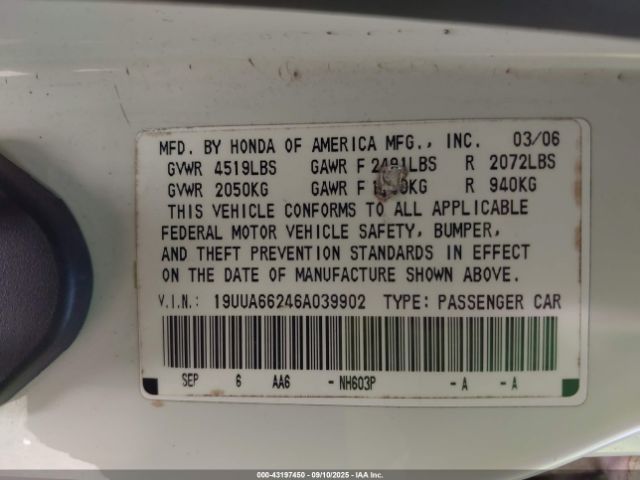 MFD. BY HONDA OF AMERICA MFG., INC. 03/06
GVWR 4519LBS GAWR F 2491LBS R 2072LBS
GVWR 2050KG GAWR F R 940KG
THIS VEHICLE CONFORMS TO ALL APPLICABLE
FEDERAL MOTOR VEHICLE SAFETY, BUMPER,
AND THEFT PREVENTION STANDARDS IN EFFECT
ON THE DATE OF MANUFACTURE SHOWN ABOVE.
V.I.N.: 19UUA66246A039902 TYPE: PASSENGER CAR
SEP 6 AA6 - NH603P - A - A
000-43197450 - 09/10/2025 - IAA Inc.